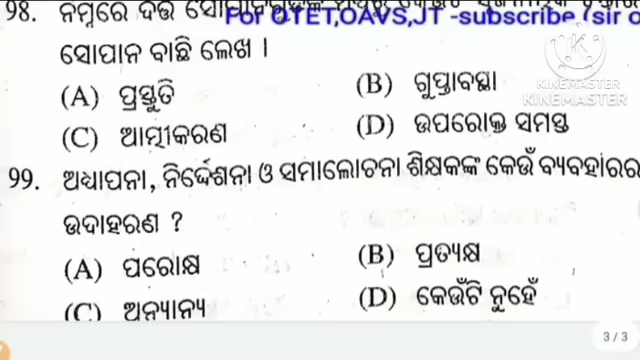 98. ନମ୍ନରେ ଦତ୍ତ
For OTET,OAVS,JT -subscribe (sir
ସୋପାନ ବାଛି ଲେଖ ।
(A) ପ୍ରସ୍ତୁତି (B) ଗୁପ୍ତାବସ୍ଥା
(C) ଆତ୍ମୀକରଣ (D) ଉପରୋକ୍ତ ସମସ୍ତ
KINEMASTER
KINEMASTER
99. ଅଧ୍ୟାପନା, ନିର୍ଦ୍ଦେଶନା ଓ ସମାଲୋଚନା ଶିକ୍ଷକଙ୍କ କେଉଁ ବ୍ୟବହାରର
ଉଦାହରଣ ?
(A) ପରୋକ୍ଷ (B) ପ୍ରତ୍ୟକ୍ଷ
(C) ଅନ୍ୟାନ୍ୟ (D) କେଉଁଟି ନୁହେଁ
3/3